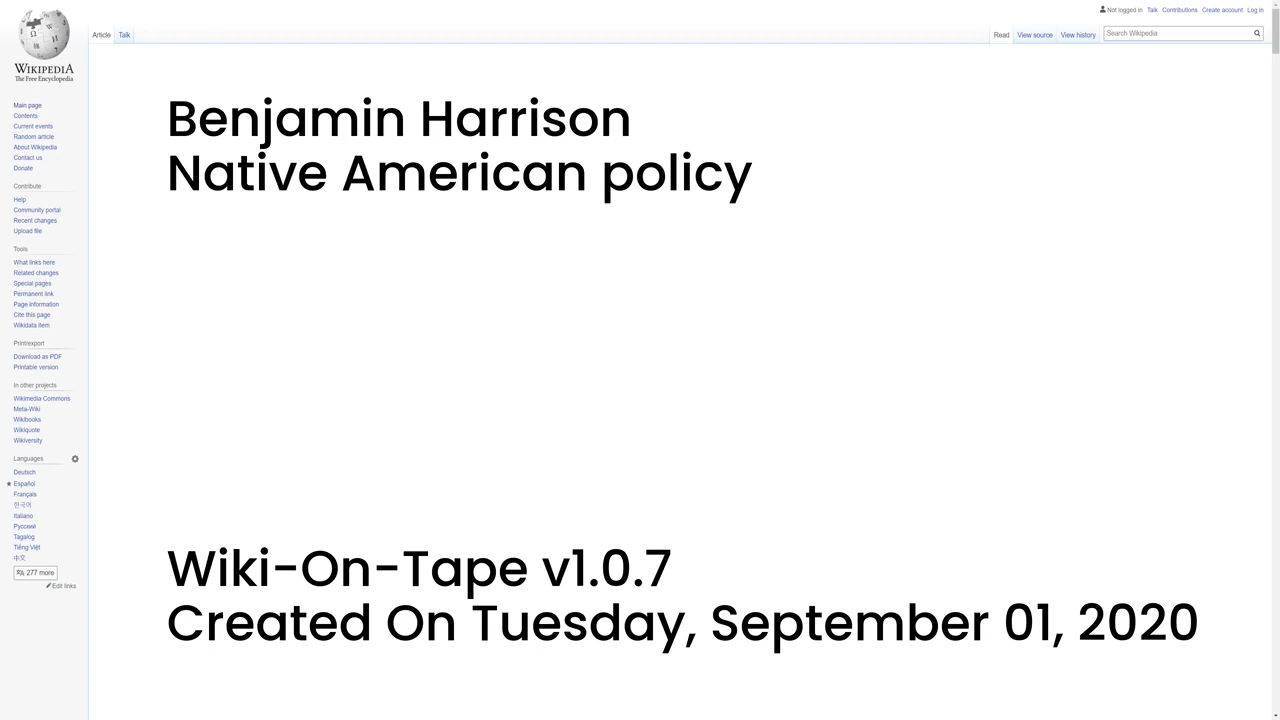 Not logged in Talk Contributions Create account Log in
Article Talk Read View source View history Search Wikipedia
WIKIPEDIA
The Free Encyclopedia
Main page
Contents
Current events
Random article
About Wikipedia
Contact us
Donate
Contribute
Help
Community portal
Recent changes
Upload file
Tools
What links here
Related changes
Special pages
Permanent link
Page information
Cite this page
Wikidata item
Print/export
Download as PDF
Printable version
In other projects
Wikimedia Commons
Meta-Wiki
Wikibooks
Wikiquote
Wikiversity
Languages
Deutsch
Español
Français
한국어
Italiano
Русский
Tagalog
Tiếng Việt
中文
277 more
Edit links
Benjamin Harrison
Native American policy
Wiki-On-Tape v1.0.7
Created On Tuesday, September 01, 2020